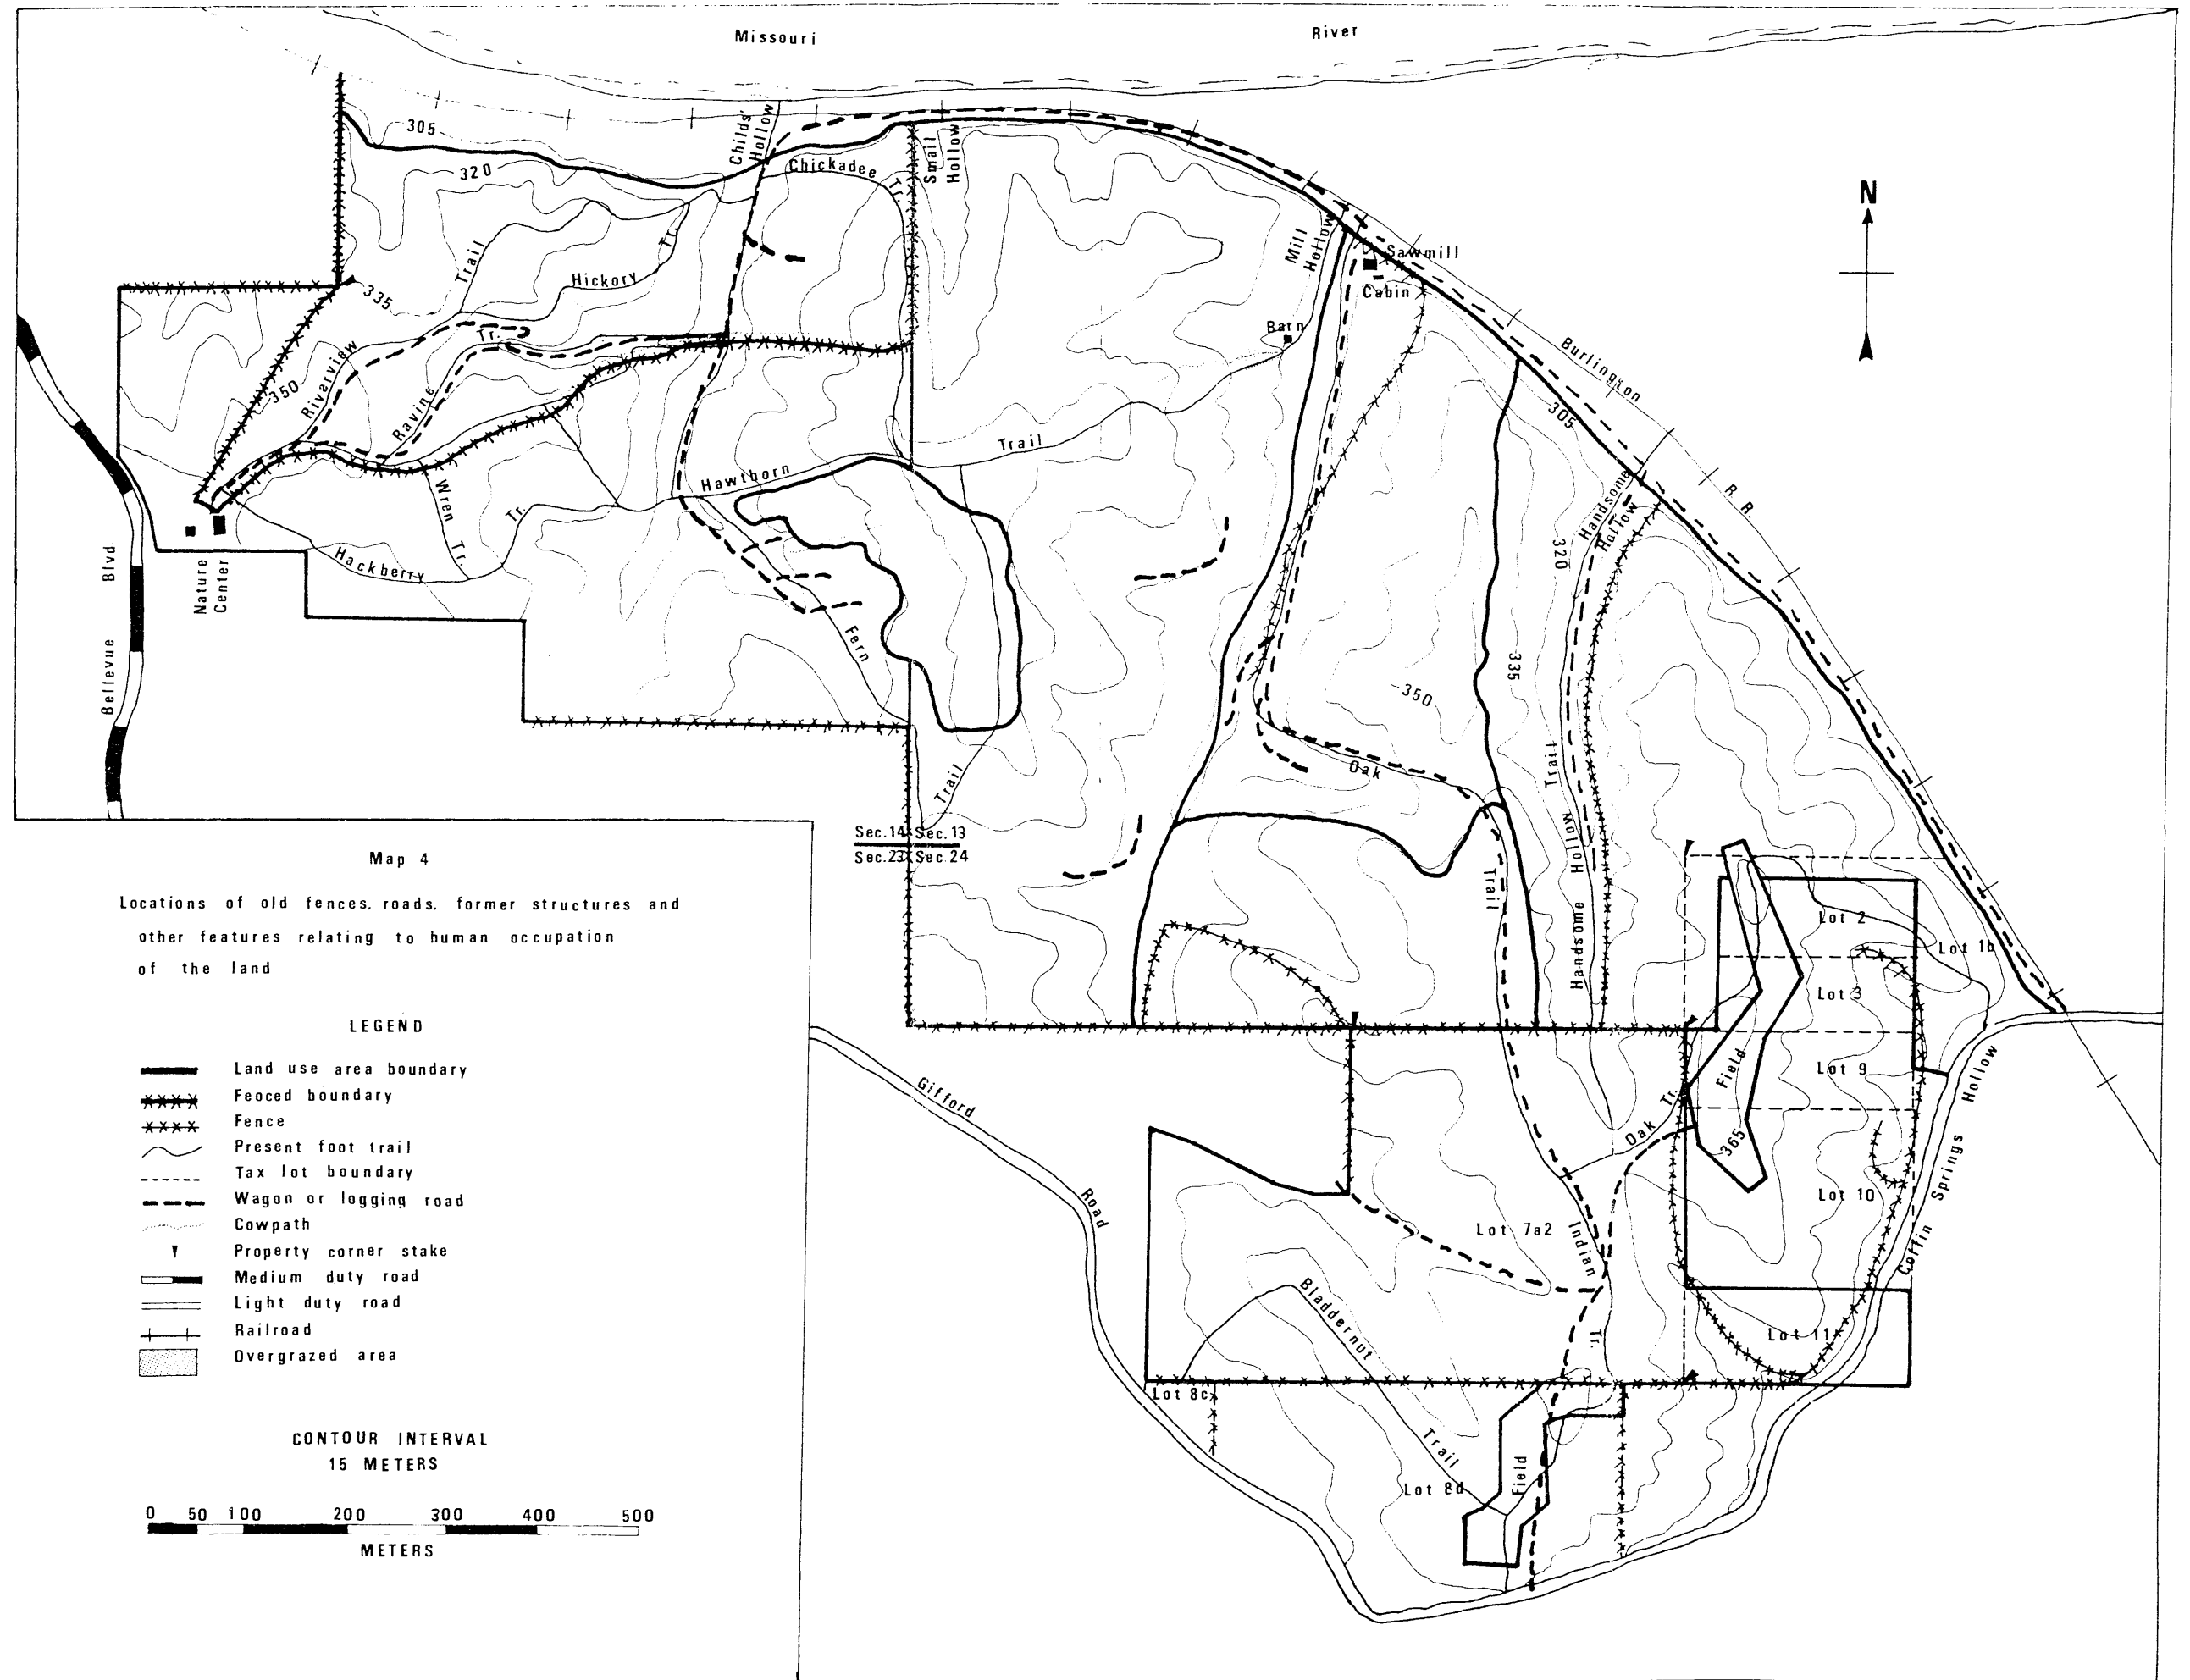 Missouri River
305
320
Childs' Hollow
Chickadee Tr.
Small Hollow
N
Trail
Tr.
Hickory
335
Mill Hollow
Sawmill
Cabin
Barn
Burlington R. R.
Riverview
350
Tr.
Ravine
305
Trail
Hawthorn
Wren Tr.
Tr.
Hackberry
Handsome Hollow
320
Bellevue Blvd.
Nature Center
Fern
335
350
Trail
Oak
Trail
Handsome Hollow Trail
Sec.14 Sec.13
Sec.23 Sec.24
Lot 2
Lot 1b
Lot 3
Field
Lot 9
Oak Tr.
365
Lot 10
Coffin Springs Hollow
Gifford Road
Lot 7a2
Indian Tr.
Bladdernut Trail
Lot 11
Lot 8c
Lot 8d
Field
Map 4
Locations of old fences, roads, former structures and
other features relating to human occupation
of the land
LEGEND
Land use area boundary
Feoced boundary
Fence
Present foot trail
Tax lot boundary
Wagon or logging road
Cowpath
Property corner stake
Medium duty road
Light duty road
Railroad
Overgrazed area
CONTOUR INTERVAL
15 METERS
0 50 100 200 300 400 500
METERS